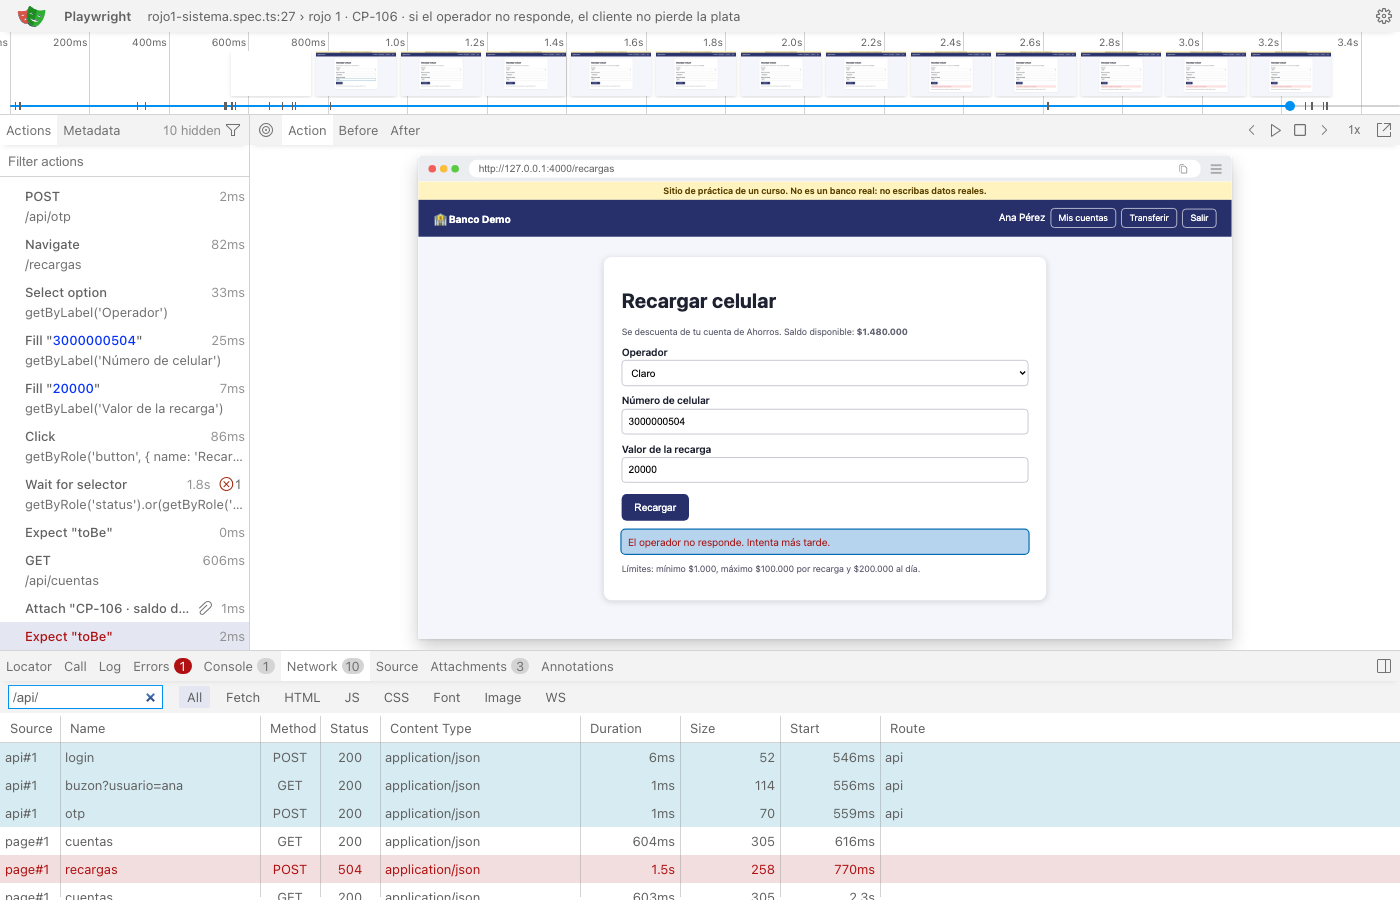 Playwright rojo1-sistema.spec.ts:27 › rojo 1 · CP-106 · si el operador no responde, el cliente no pierde la plata
200ms 400ms 600ms 800ms 1.0s 1.2s 1.4s 1.6s 1.8s 2.0s 2.2s 2.4s 2.6s 2.8s 3.0s 3.2s 3.4s
Actions Metadata 10 hidden Action Before After 1x
Filter actions
POST 2ms
/api/otp
Navigate 82ms
/recargas
Select option 33ms
getByLabel('Operador')
Fill "3000000504" 25ms
getByLabel('Número de celular')
Fill "20000" 7ms
getByLabel('Valor de la recarga')
Click 86ms
getByRole('button', { name: 'Recar...
Wait for selector 1.8s 1
getByRole('status').or(getByRole('...
Expect "toBe" 0ms
GET 606ms
/api/cuentas
Attach "CP-106 · saldo d... 1ms
Expect "toBe" 2ms
http://127.0.0.1:4000/recargas
Sitio de práctica de un curso. No es un banco real: no escribas datos reales.
Banco Demo Ana Pérez Mis cuentas Transferir Salir
Recargar celular
Se descuenta de tu cuenta de Ahorros. Saldo disponible: $1.480.000
Operador
Claro
Número de celular
3000000504
Valor de la recarga
20000
Recargar
El operador no responde. Intenta más tarde.
Límites: mínimo $1.000, máximo $100.000 por recarga y $200.000 al día.
Locator Call Log Errors 1 Console 1 Network 10 Source Attachments 3 Annotations
/api/ All Fetch HTML JS CSS Font Image WS
Source Name Method Status Content Type Duration Size Start Route
api#1 login POST 200 application/json 6ms 52 546ms api
api#1 buzon?usuario=ana GET 200 application/json 1ms 114 556ms api
api#1 otp POST 200 application/json 1ms 70 559ms api
page#1 cuentas GET 200 application/json 604ms 305 616ms
page#1 recargas POST 504 application/json 1.5s 258 770ms
page#1 cuentas GET 200 application/json 603ms 305 2.3s